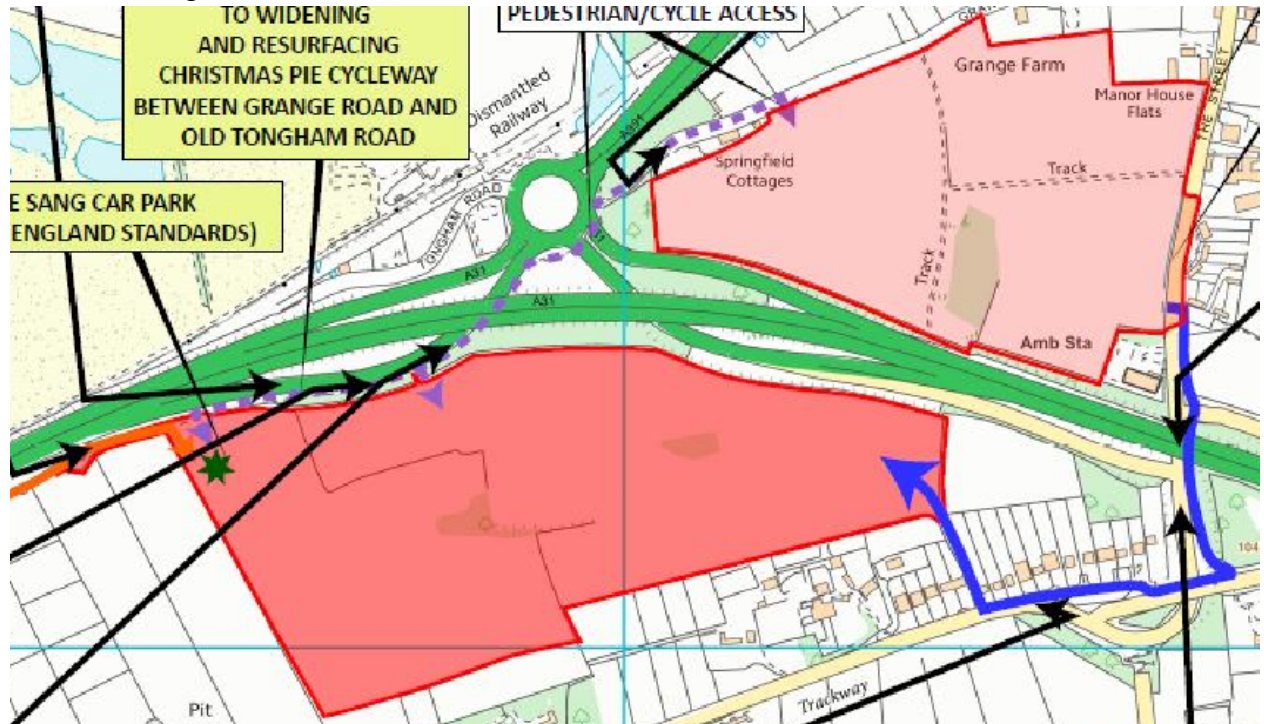 TO WIDENING
AND RESURFACING
CHRISTMAS PIE CYCLEWAY
BETWEEN GRANGE ROAD AND
OLD TONGHAM ROAD
PEDESTRIAN/CYCLE ACCESS
E SANG CAR PARK
ENGLAND STANDARDS)
Dismantled
Railway
TONGHAM ROAD
A331
A31
A31
Springfield
Cottages
Grange Farm
Manor House
Flats
THE STREET
Track
Track
Amb Sta
104
Pit
Trackway